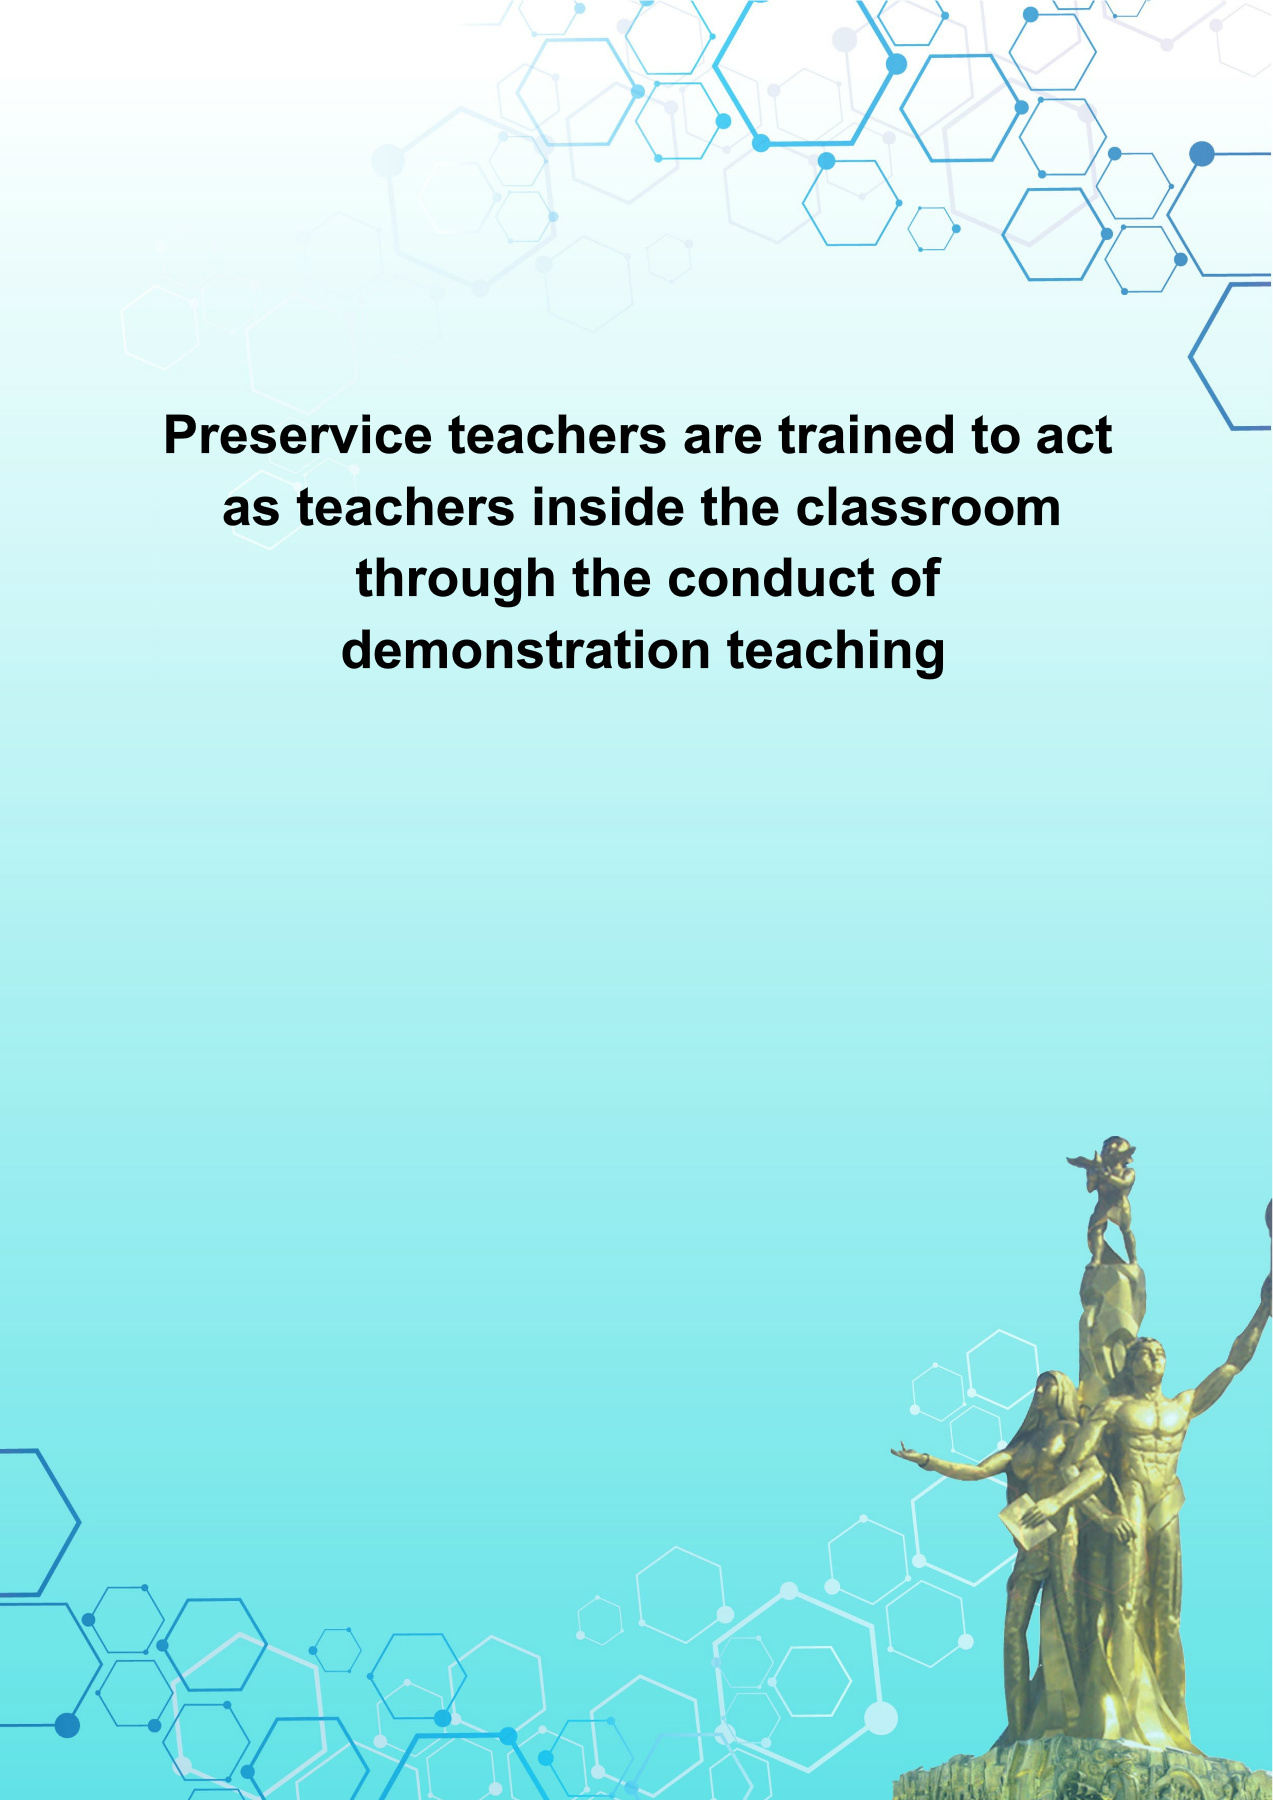 Preservice teachers are trained to act
as teachers inside the classroom
through the conduct of
demonstration teaching